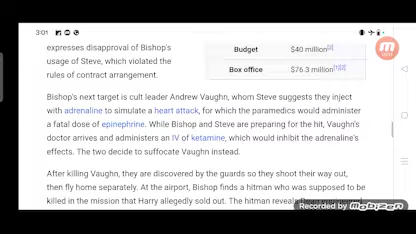 3:01
expresses disapproval of Bishop's
usage of Steve, which violated the
rules of contract arrangement.
Budget $40 million[2]
Box office $76.3 million[1][2]
Bishop's next target is cult leader Andrew Vaughn, whom Steve suggests they inject
with adrenaline to simulate a heart attack, for which the paramedics would administer
a fatal dose of epinephrine. While Bishop and Steve are preparing for the hit, Vaughn's
doctor arrives and administers an IV of ketamine, which would inhibit the adrenaline's
effects. The two decide to suffocate Vaughn instead.
After killing Vaughn, they are discovered by the guards so they shoot their way out,
then fly home separately. At the airport, Bishop finds a hitman who was supposed to be
killed in the mission that Harry allegedly sold out. The hitman reveals
Recorded by
MOBIZEN